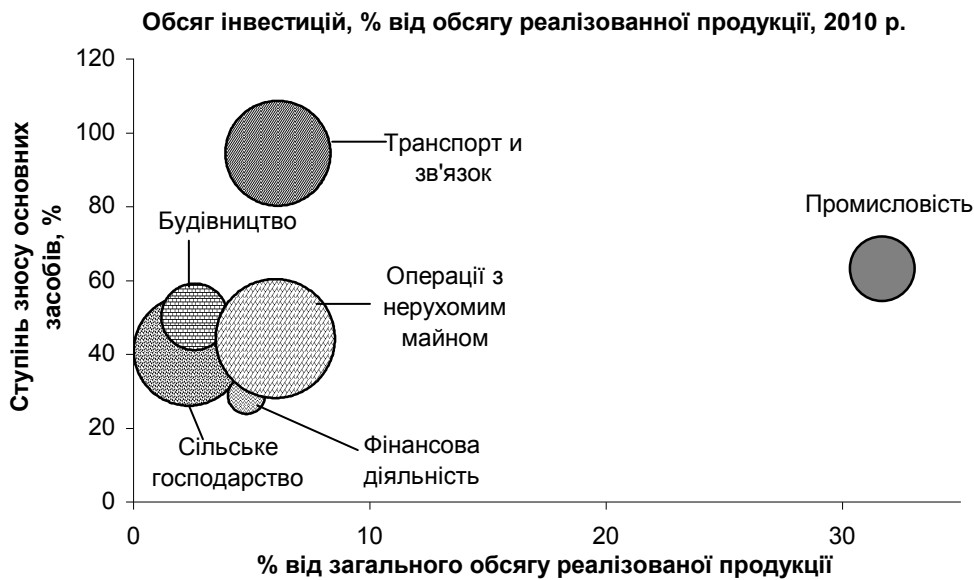 Обсяг інвестицій, % від обсягу реалізованної продукції, 2010 р.
120
100
80
60
40
20
0
Ступінь зносу основних
засобів, %
Транспорт и
зв'язок
Промисловість
Будівництво
Операції з
нерухомим
майном
Сільське
господарство
Фінансова
діяльність
0
10
20
30
% від загального обсягу реалізованої продукції